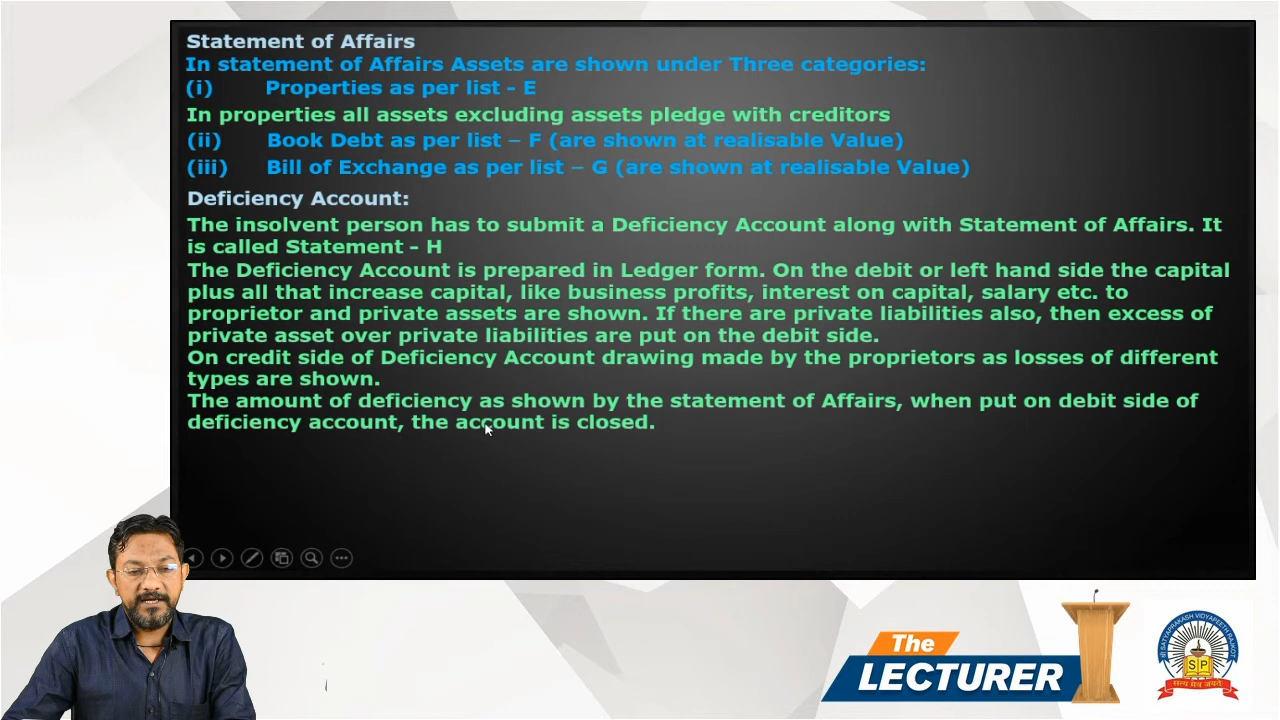 Statement of Affairs
In statement of Affairs Assets are shown under Three categories:
(i) Properties as per list - E
In properties all assets excluding assets pledge with creditors
(ii) Book Debt as per list – F (are shown at realisable Value)
(iii) Bill of Exchange as per list – G (are shown at realisable Value)
Deficiency Account:
The insolvent person has to submit a Deficiency Account along with Statement of Affairs. It
is called Statement - H
The Deficiency Account is prepared in Ledger form. On the debit or left hand side the capital
plus all that increase capital, like business profits, interest on capital, salary etc. to
proprietor and private assets are shown. If there are private liabilities also, then excess of
private asset over private liabilities are put on the debit side.
On credit side of Deficiency Account drawing made by the proprietors as losses of different
types are shown.
The amount of deficiency as shown by the statement of Affairs, when put on debit side of
deficiency account, the account is closed.
The
LECTURER
SP
सत्य मेव जयते